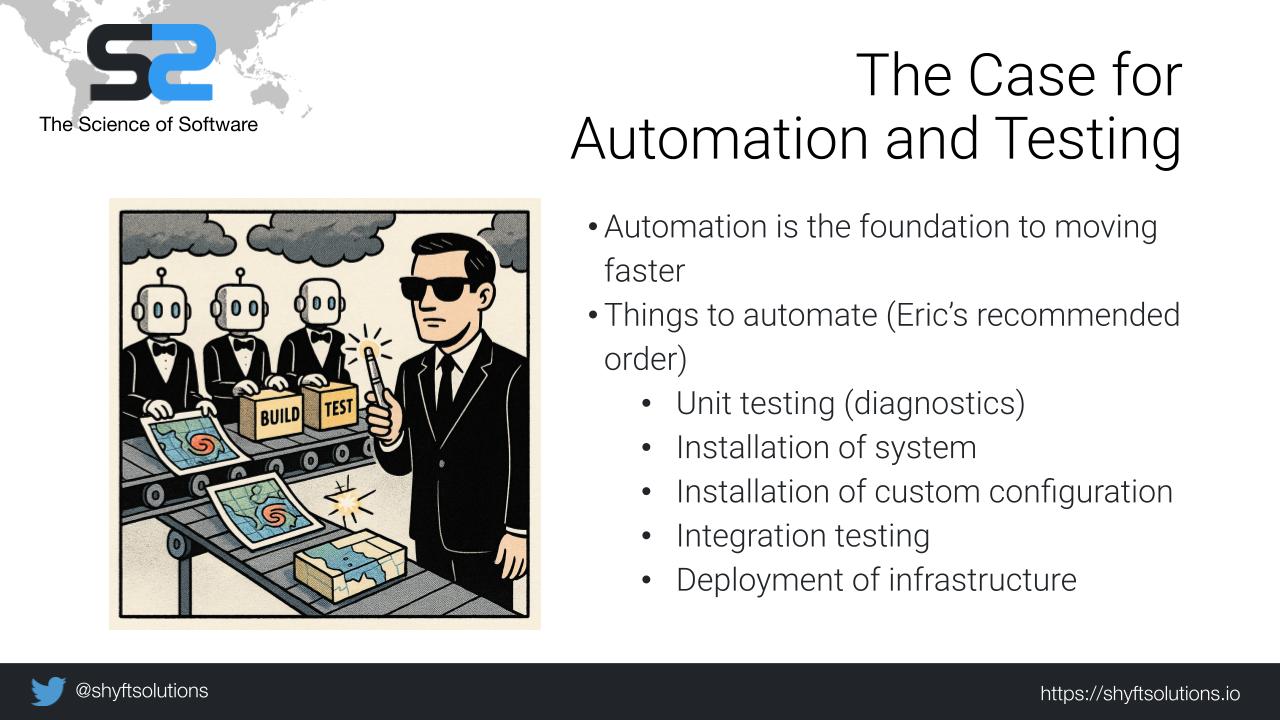 S2
The Science of Software
The Case for
Automation and Testing
• Automation is the foundation to moving
faster
• Things to automate (Eric’s recommended
order)
• Unit testing (diagnostics)
• Installation of system
• Installation of custom configuration
• Integration testing
• Deployment of infrastructure
BUILD
TEST
@shyftsolutions
https://shyftsolutions.io